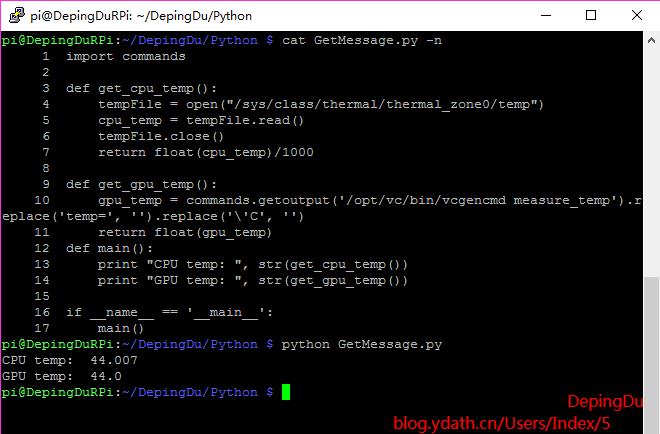 pi@DepingDuRPi: ~/DepingDu/Python
pi@DepingDuRPi:~/DepingDu/Python $ cat GetMessage.py -n
     1  import commands
     2
     3  def get_cpu_temp():
     4      tempFile = open("/sys/class/thermal/thermal_zone0/temp")
     5      cpu_temp = tempFile.read()
     6      tempFile.close()
     7      return float(cpu_temp)/1000
     8
     9  def get_gpu_temp():
    10      gpu_temp = commands.getoutput('/opt/vc/bin/vcgencmd measure_temp').r
eplace('temp=', '').replace('\'C', '')
    11      return float(gpu_temp)
    12  def main():
    13      print "CPU temp: ", str(get_cpu_temp())
    14      print "GPU temp: ", str(get_gpu_temp())
    15
    16  if __name__ == '__main__':
    17      main()
pi@DepingDuRPi:~/DepingDu/Python $ python GetMessage.py
CPU temp:  44.007
GPU temp:  44.0
pi@DepingDuRPi:~/DepingDu/Python $
DepingDu
blog.ydath.cn/Users/Index/5